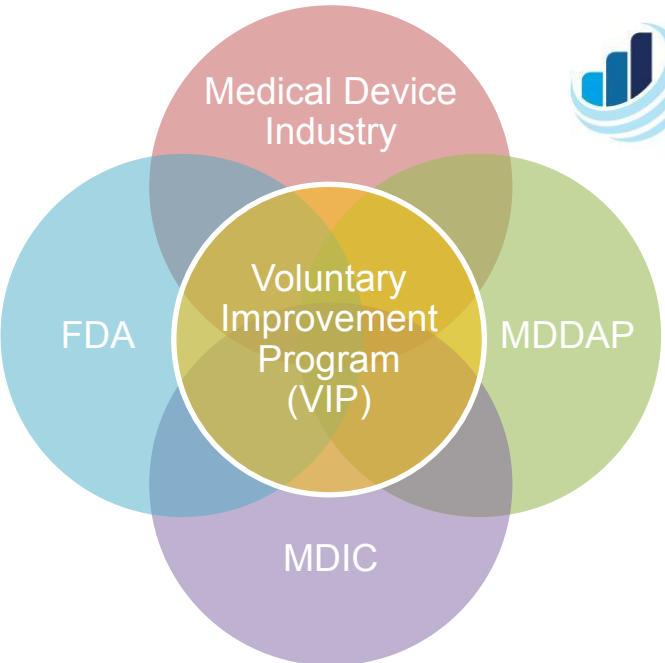 Medical Device
Industry
FDA
Voluntary
Improvement
Program
(VIP)
MDDAP
MDIC